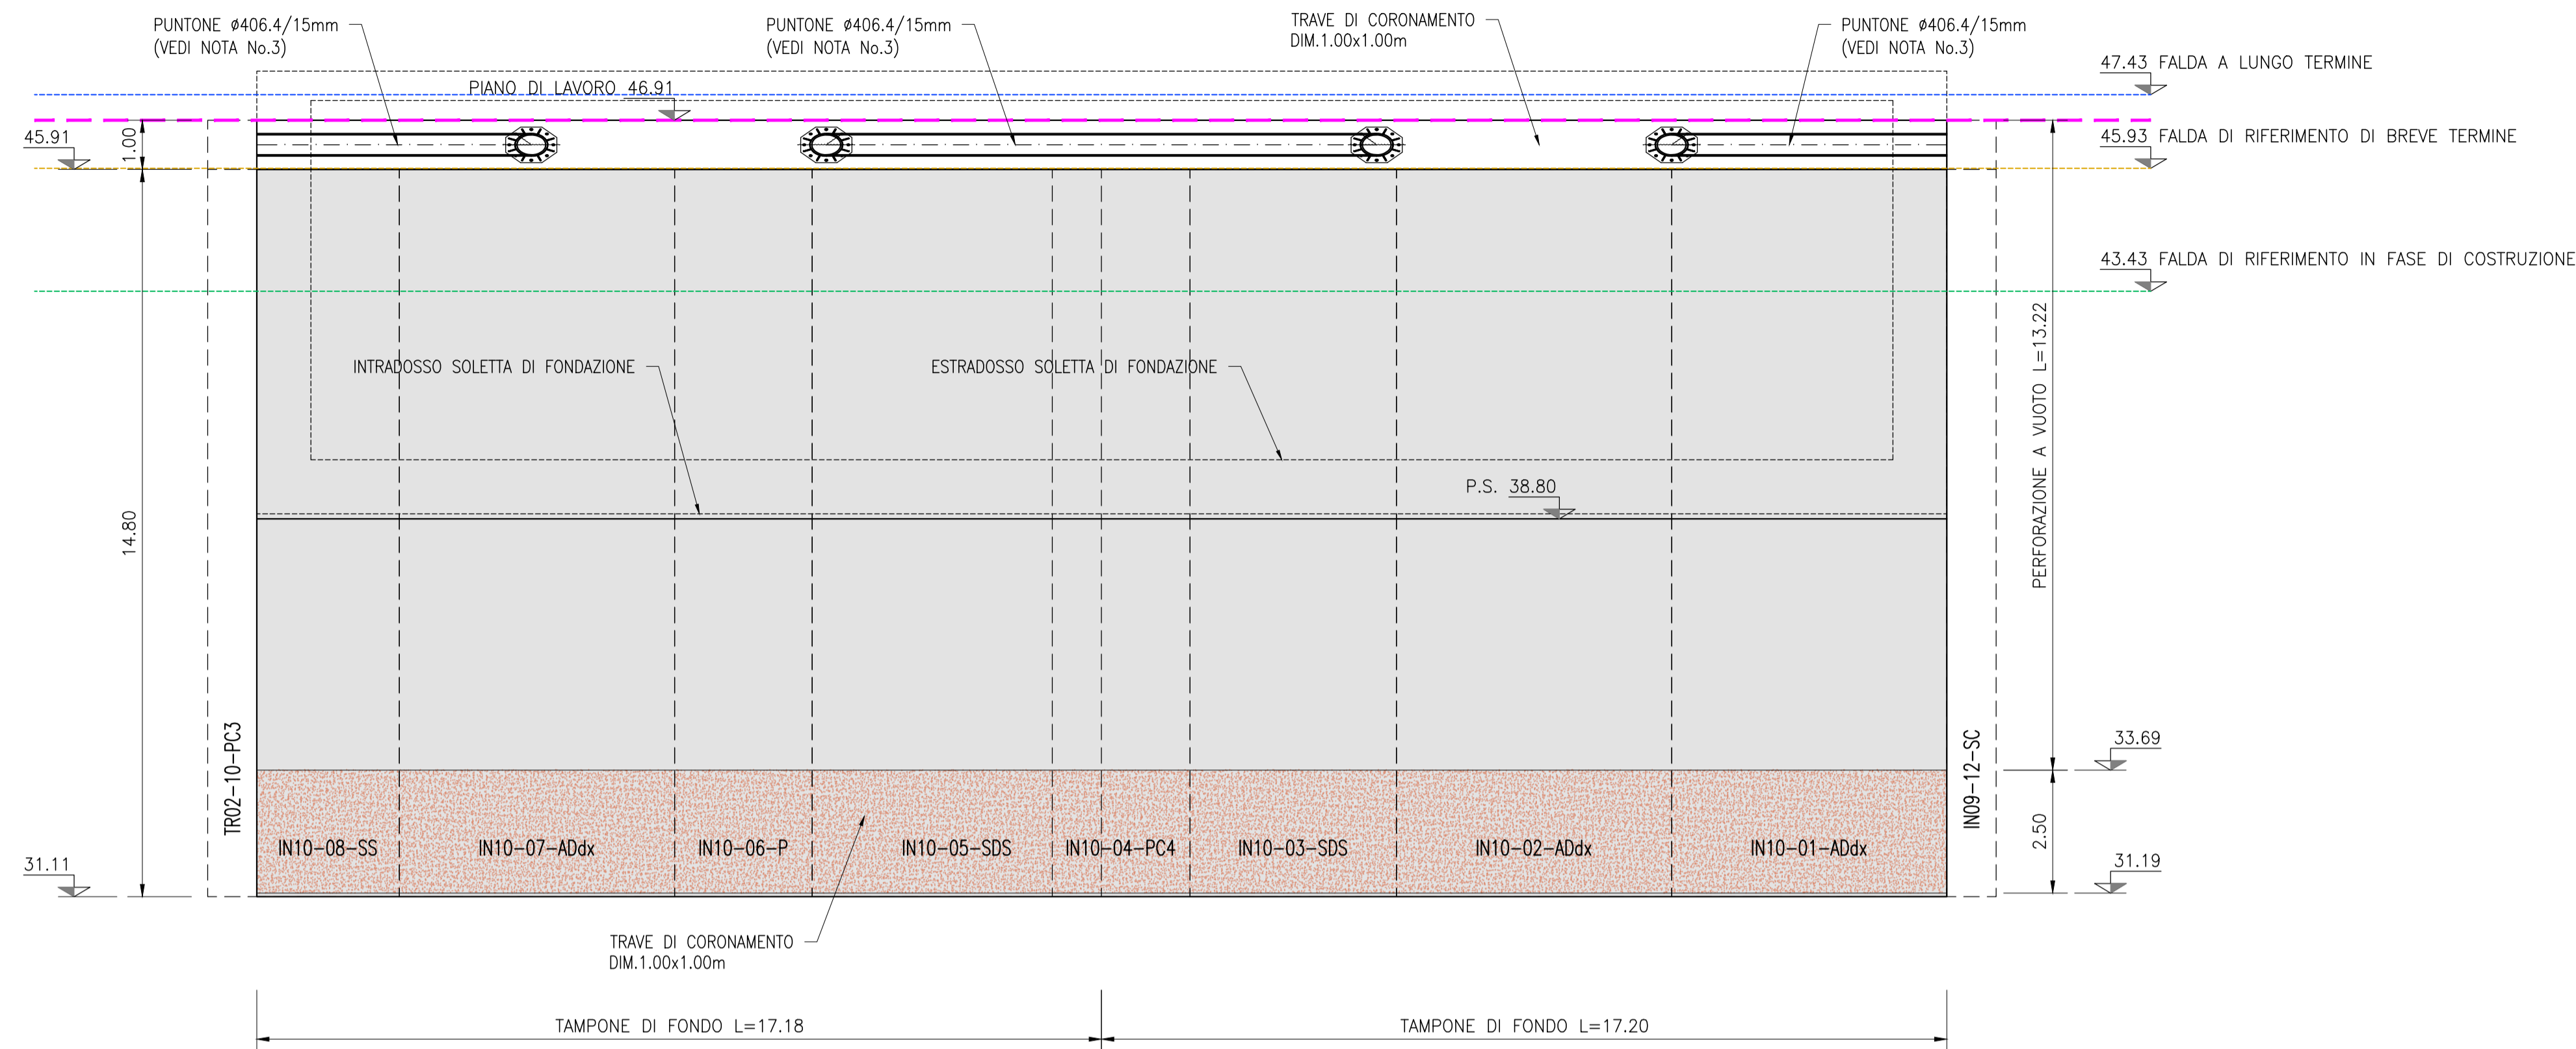 PUNTONE ø406.4/15mm
(VEDI NOTA No.3)
PUNTONE ø406.4/15mm
(VEDI NOTA No.3)
TRAVE DI CORONAMENTO
DIM.1.00x1.00m
PUNTONE ø406.4/15mm
(VEDI NOTA No.3)
47.43 FALDA A LUNGO TERMINE
PIANO DI LAVORO 46.91
45.91
1.00
45.93 FALDA DI RIFERIMENTO DI BREVE TERMINE
43.43 FALDA DI RIFERIMENTO IN FASE DI COSTRUZIONE
INTRADOSSO SOLETTA DI FONDAZIONE
ESTRADOSSO SOLETTA DI FONDAZIONE
PERFORAZIONE A VUOTO L=13.22
P.S. 38.80
14.80
TR02-10-PC3
IN09-12-SC
33.69
2.50
IN10-08-SS
IN10-07-ADdx
IN10-06-P
IN10-05-SDS
IN10-04-PC4
IN10-03-SDS
IN10-02-ADdx
IN10-01-ADdx
31.11
31.19
TRAVE DI CORONAMENTO
DIM.1.00x1.00m
TAMPONE DI FONDO L=17.18
TAMPONE DI FONDO L=17.20